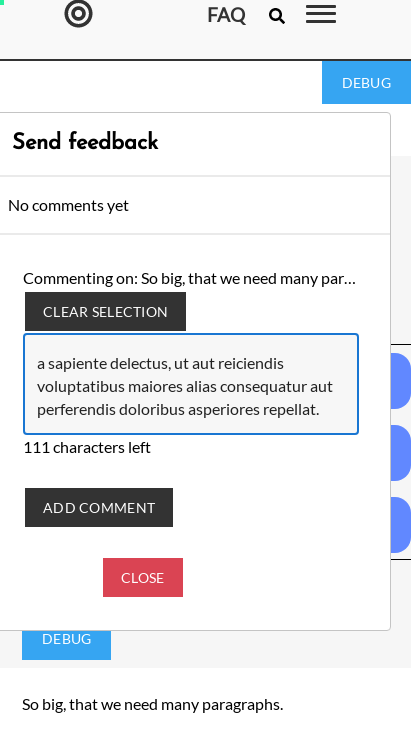 FAQ
DEBUG
Send feedback
No comments yet
Commenting on: So big, that we need many par...
CLEAR SELECTION
a sapiente delectus, ut aut reiciendis
voluptatibus maiores alias consequatur aut
perferendis doloribus asperiores repellat.
111 characters left
ADD COMMENT
CLOSE
DEBUG
So big, that we need many paragraphs.